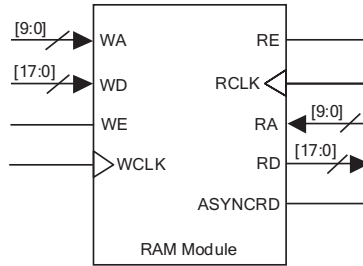 [9:0]
WA
RE
[17:0]
WD
RCLK
[9:0]
WE
RA
[17:0]
WCLK
RD
ASYNCRD
RAM Module